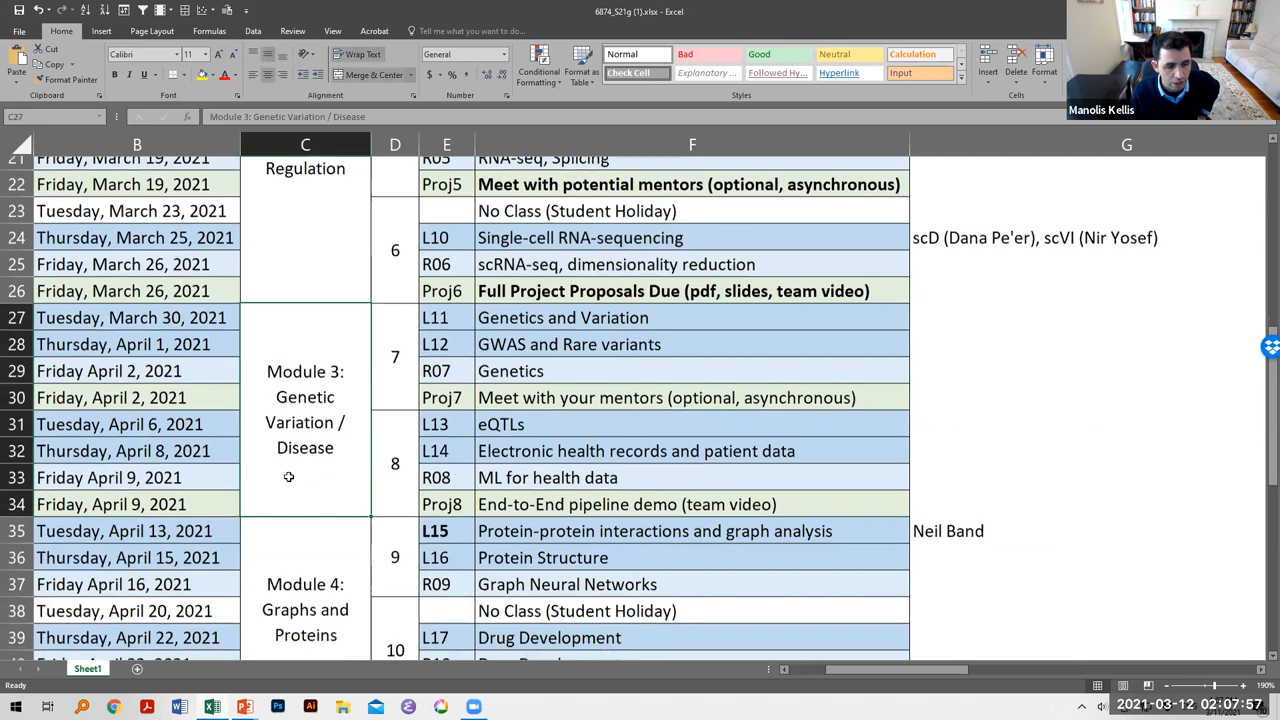 6874_S21g (1).xlsx - Excel
File Home Insert Page Layout Formulas Data Review View Acrobat Tell me what you want to do
Paste
Cut
Copy
Format Painter
Clipboard
Calibri 11
B I U
Font
Wrap Text
Merge & Center
Alignment
General
$ % ,
Number
Conditional Formatting
Format as Table
Normal Bad Good Neutral Calculation
Check Cell Explanatory ... Followed Hy... Hyperlink Input
Styles
Insert Delete Format
Cells
Manolis Kellis
C27 Module 3: Genetic Variation / Disease
B C D E F G
21 Friday, March 19, 2021 R05 RNA-seq, Splicing
Regulation
22 Friday, March 19, 2021 Proj5 Meet with potential mentors (optional, asynchronous)
23 Tuesday, March 23, 2021 No Class (Student Holiday)
24 Thursday, March 25, 2021 L10 Single-cell RNA-sequencing scD (Dana Pe'er), scVI (Nir Yosef)
6
25 Friday, March 26, 2021 R06 scRNA-seq, dimensionality reduction
26 Friday, March 26, 2021 Proj6 Full Project Proposals Due (pdf, slides, team video)
27 Tuesday, March 30, 2021 L11 Genetics and Variation
28 Thursday, April 1, 2021 L12 GWAS and Rare variants
7
29 Friday April 2, 2021 R07 Genetics
30 Friday, April 2, 2021 Proj7 Meet with your mentors (optional, asynchronous)
Module 3:
Genetic
Variation /
Disease
31 Tuesday, April 6, 2021 L13 eQTLs
32 Thursday, April 8, 2021 L14 Electronic health records and patient data
8
33 Friday April 9, 2021 R08 ML for health data
34 Friday, April 9, 2021 Proj8 End-to-End pipeline demo (team video)
35 Tuesday, April 13, 2021 L15 Protein-protein interactions and graph analysis Neil Band
36 Thursday, April 15, 2021 9 L16 Protein Structure
37 Friday April 16, 2021 R09 Graph Neural Networks
Module 4:
Graphs and
Proteins
38 Tuesday, April 20, 2021 No Class (Student Holiday)
39 Thursday, April 22, 2021 L17 Drug Development
10
Sheet1
Ready
190%
2021-03-12 02:07:57